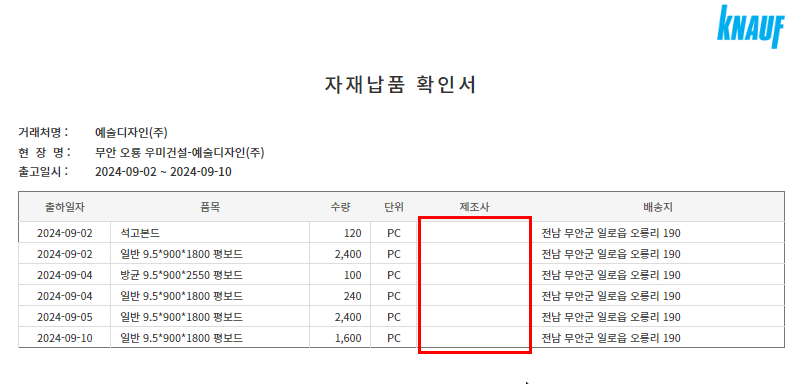 KNAUF
자재납품 확인서
거래처명 : 예술디자인(주)
현 장 명 : 무안 오룡 우미건설-예술디자인(주)
출고일시 : 2024-09-02 ~ 2024-09-10
출하일자 품목 수량 단위 제조사 배송지
2024-09-02 석고본드 120 PC 전남 무안군 일로읍 오룡리 190
2024-09-02 일반 9.5*900*1800 평보드 2,400 PC 전남 무안군 일로읍 오룡리 190
2024-09-04 방균 9.5*900*2550 평보드 100 PC 전남 무안군 일로읍 오룡리 190
2024-09-04 일반 9.5*900*1800 평보드 240 PC 전남 무안군 일로읍 오룡리 190
2024-09-05 일반 9.5*900*1800 평보드 2,400 PC 전남 무안군 일로읍 오룡리 190
2024-09-10 일반 9.5*900*1800 평보드 1,600 PC 전남 무안군 일로읍 오룡리 190